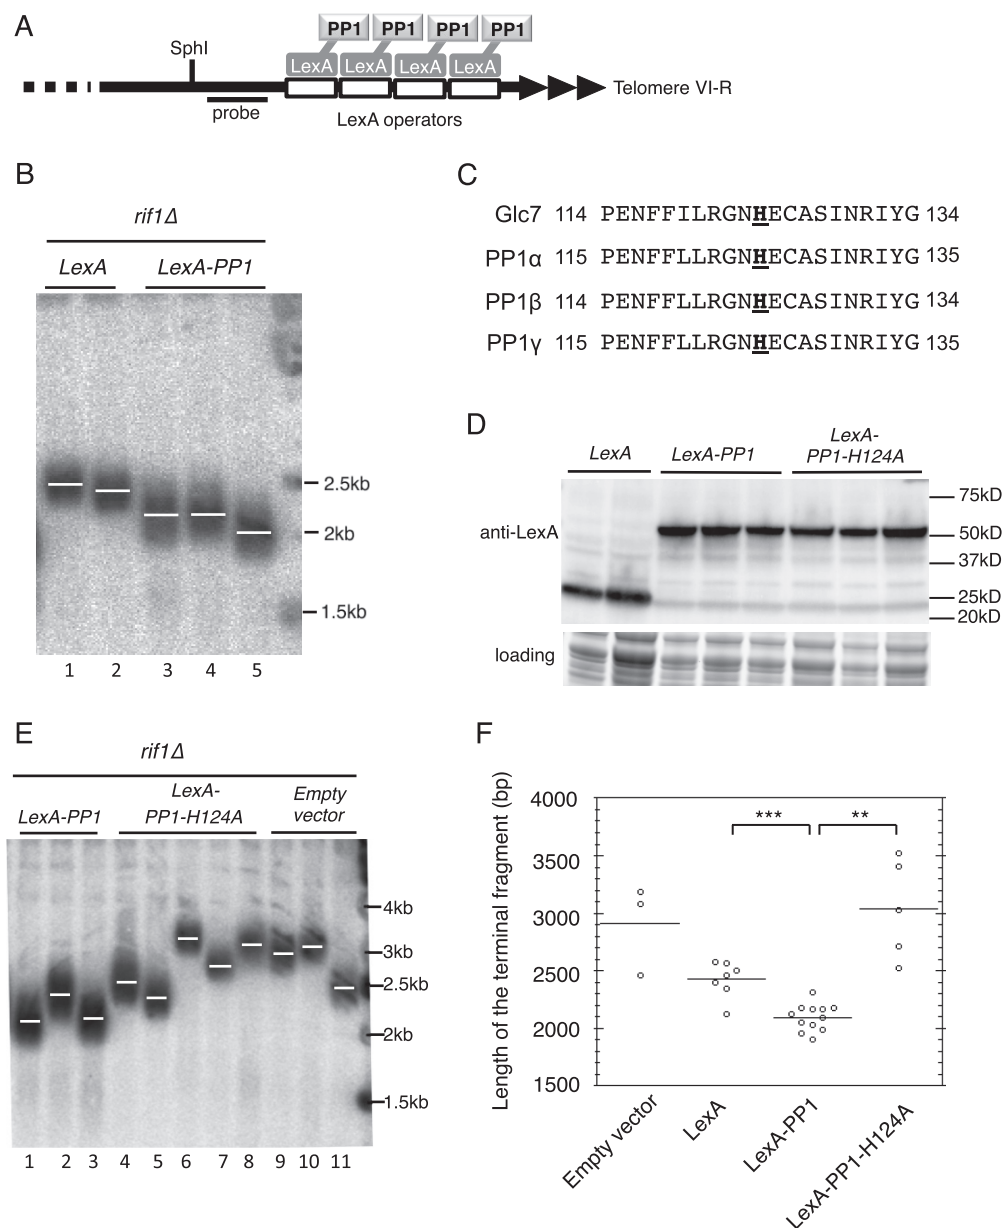 A
PP1 PP1 PP1 PP1
SphI
LexA LexA LexA LexA
Telomere VI-R
probe
LexA operators
B
rif1Δ
LexA LexA-PP1
2.5kb
2kb
1.5kb
1 2 3 4 5
C
Glc7 114 PENFFILRGNHECASINRIYG 134
PP1α 115 PENFFLLRGNHECASINRIYG 135
PP1β 114 PENFFLLRGNHECASINRIYG 134
PP1γ 115 PENFFLLRGNHECASINRIYG 135
D
LexA LexA-PP1 LexA-
PP1-H124A
anti-LexA
75kD
50kD
37kD
25kD
20kD
loading
E
rif1Δ
LexA-PP1 LexA-
PP1-H124A Empty
vector
4kb
3kb
2.5kb
2kb
1.5kb
1 2 3 4 5 6 7 8 9 10 11
F
Length of the terminal fragment (bp)
4000
3500
3000
2500
2000
1500
*** **
Empty vector
LexA
LexA-PP1
LexA-PP1-H124A